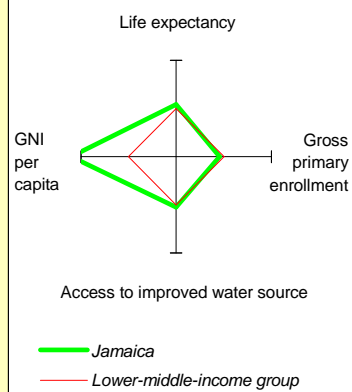 Life expectancy
GNI
per
capita
Gross
primary
enrollment
Access to improved water source
Jamaica
Lower-middle-income group